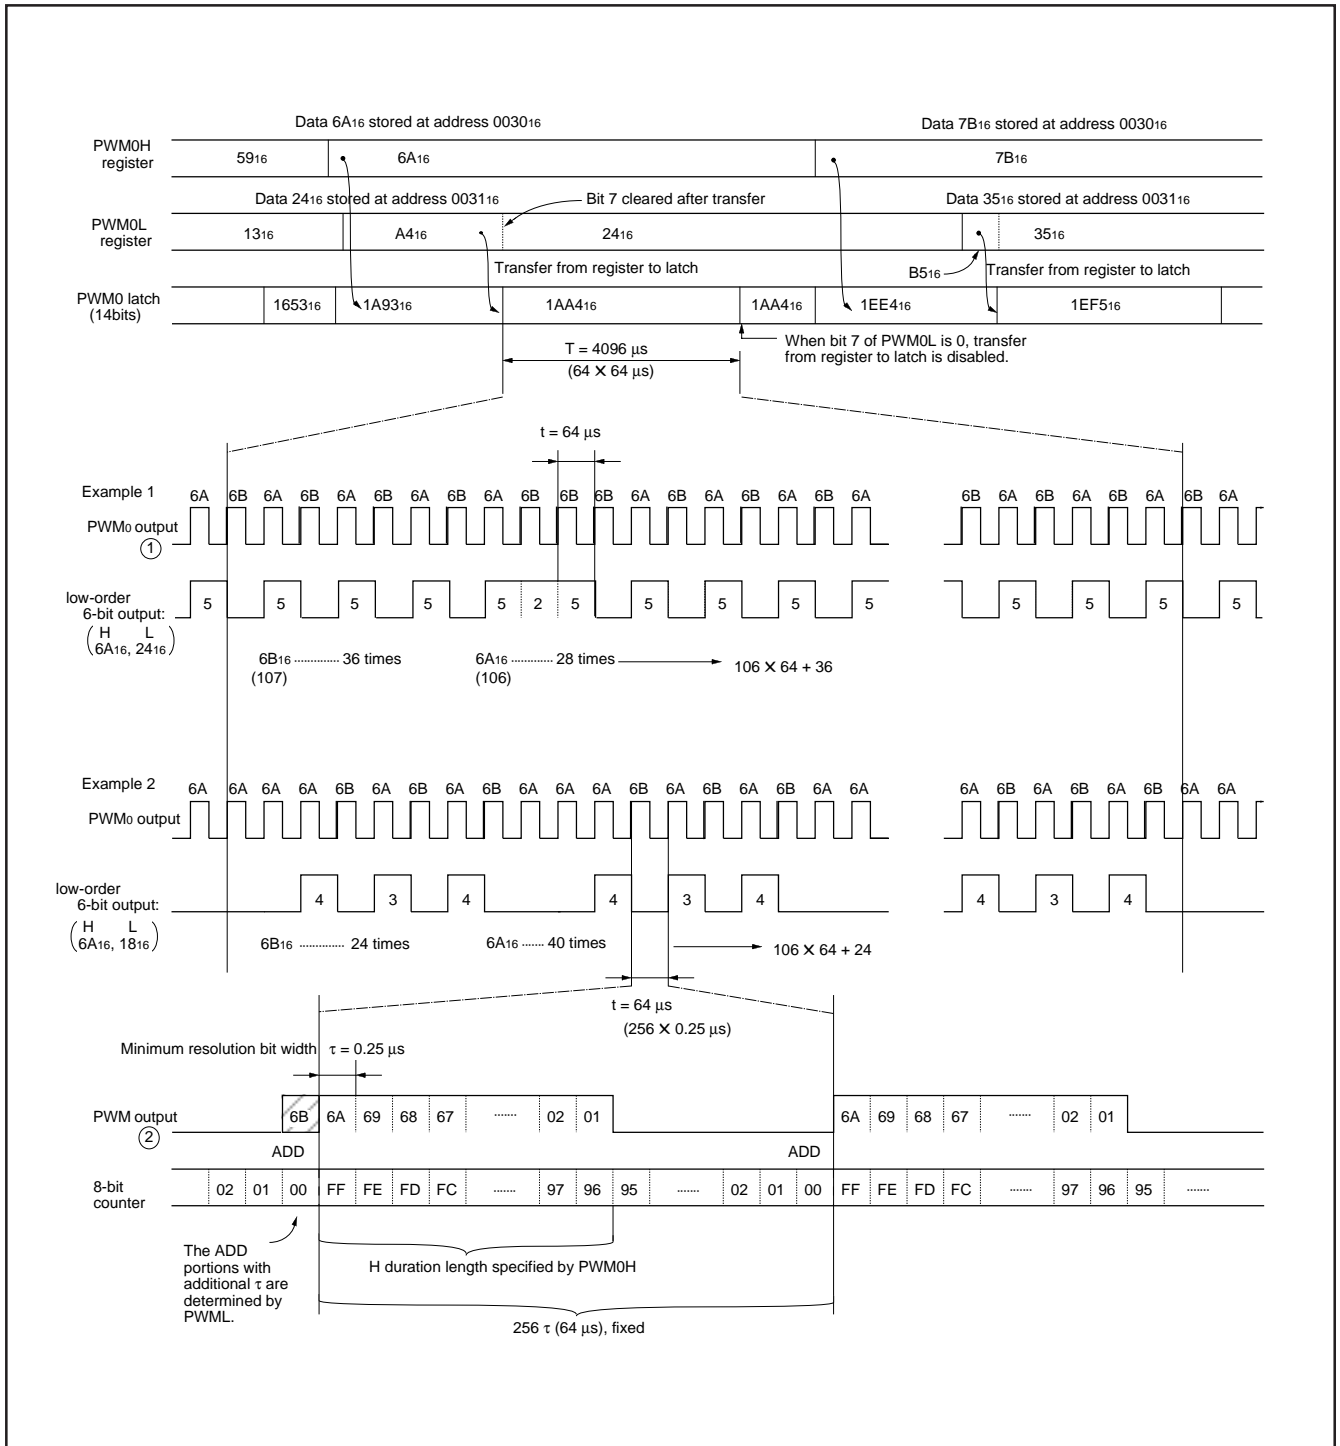 Data 6A16 stored at address 003016 Data 7B16 stored at address 003016
PWM0H
register
5916 6A16 7B16
Data 2416 stored at address 003116 Bit 7 cleared after transfer Data 3516 stored at address 003116
PWM0L
register
1316 A416 2416 3516
B516
Transfer from register to latch Transfer from register to latch
PWM0 latch
(14bits)
165316 1A9316 1AA416 1AA416 1EE416 1EF516
When bit 7 of PWM0L is 0, transfer
from register to latch is disabled.
T = 4096 μs
(64 × 64 μs)
t = 64 μs
Example 1
6A 6B 6A 6B 6A 6B 6A 6B 6A 6B 6B 6B 6A 6B 6A 6B 6A 6B 6A 6B 6A 6B 6A 6B 6A 6B 6A
PWM0 output
1
low-order
6-bit output:
5 5 5 5 5 2 5 5 5 5 5 5 5 5 5
H L
(6A16, 2416)
6B16 ............. 36 times 6A16 ........... 28 times 106 × 64 + 36
(107) (106)
Example 2
6A 6A 6A 6A 6B 6A 6B 6A 6B 6A 6A 6A 6B 6A 6B 6A 6B 6A 6A 6A 6B 6A 6B 6A 6B 6A 6A
PWM0 output
low-order
6-bit output:
4 3 4 4 3 4 4 3 4
H L
(6A16, 1816)
6B16 ............. 24 times 6A16 ...... 40 times 106 × 64 + 24
t = 64 μs
(256 × 0.25 μs)
Minimum resolution bit width τ = 0.25 μs
PWM output
2
6B 6A 69 68 67 ....... 02 01 6A 69 68 67 ....... 02 01
ADD ADD
8-bit
counter
02 01 00 FF FE FD FC ....... 97 96 95 ....... 02 01 00 FF FE FD FC ....... 97 96 95 .......
The ADD
portions with
additional τ are
determined by
PWML.
H duration length specified by PWM0H
256 τ (64 μs), fixed